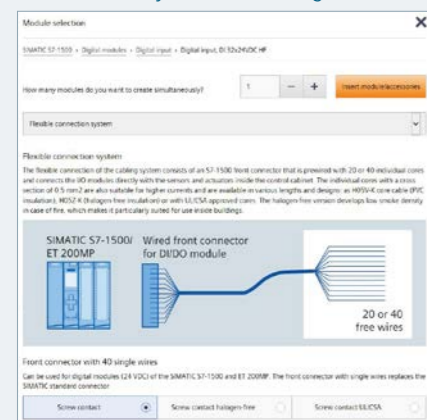 Module selection
SIMATIC S7-1500 › Digital modules › Digital input › Digital input, DI 32x24VDC HF
How many modules do you want to create simultaneously?
1 − +
Insert module/accessories
Flexible connection system
Flexible connection system
The flexible connection of the cabling system consists of an S7-1500 front connector that is prewired with 20 or 40 individual cores
and connects the I/O modules directly with the sensors and actuators inside the control cabinet. The individual cores with a cross
section of 0.5 mm2 are also suitable for higher currents and are available in various lengths and designs: as H05V-K core cable (PVC
insulation), H05Z-K (halogen-free insulation) or with UL/CSA approved cores. The halogen-free version develops low smoke density
in case of fire, which makes it particularly suited for use inside buildings.
SIMATIC S7-1500/
ET 200MP
Wired front connector
for DI/DO module
20 or 40
free wires
Front connector with 40 single wires
Can be used for digital modules (24 VDC) of the SIMATIC S7-1500 and ET 200MP. The front connector with single wires replaces the
SIMATIC standard connector
Screw contact
Screw contact halogen-free
Screw contact UL/CSA